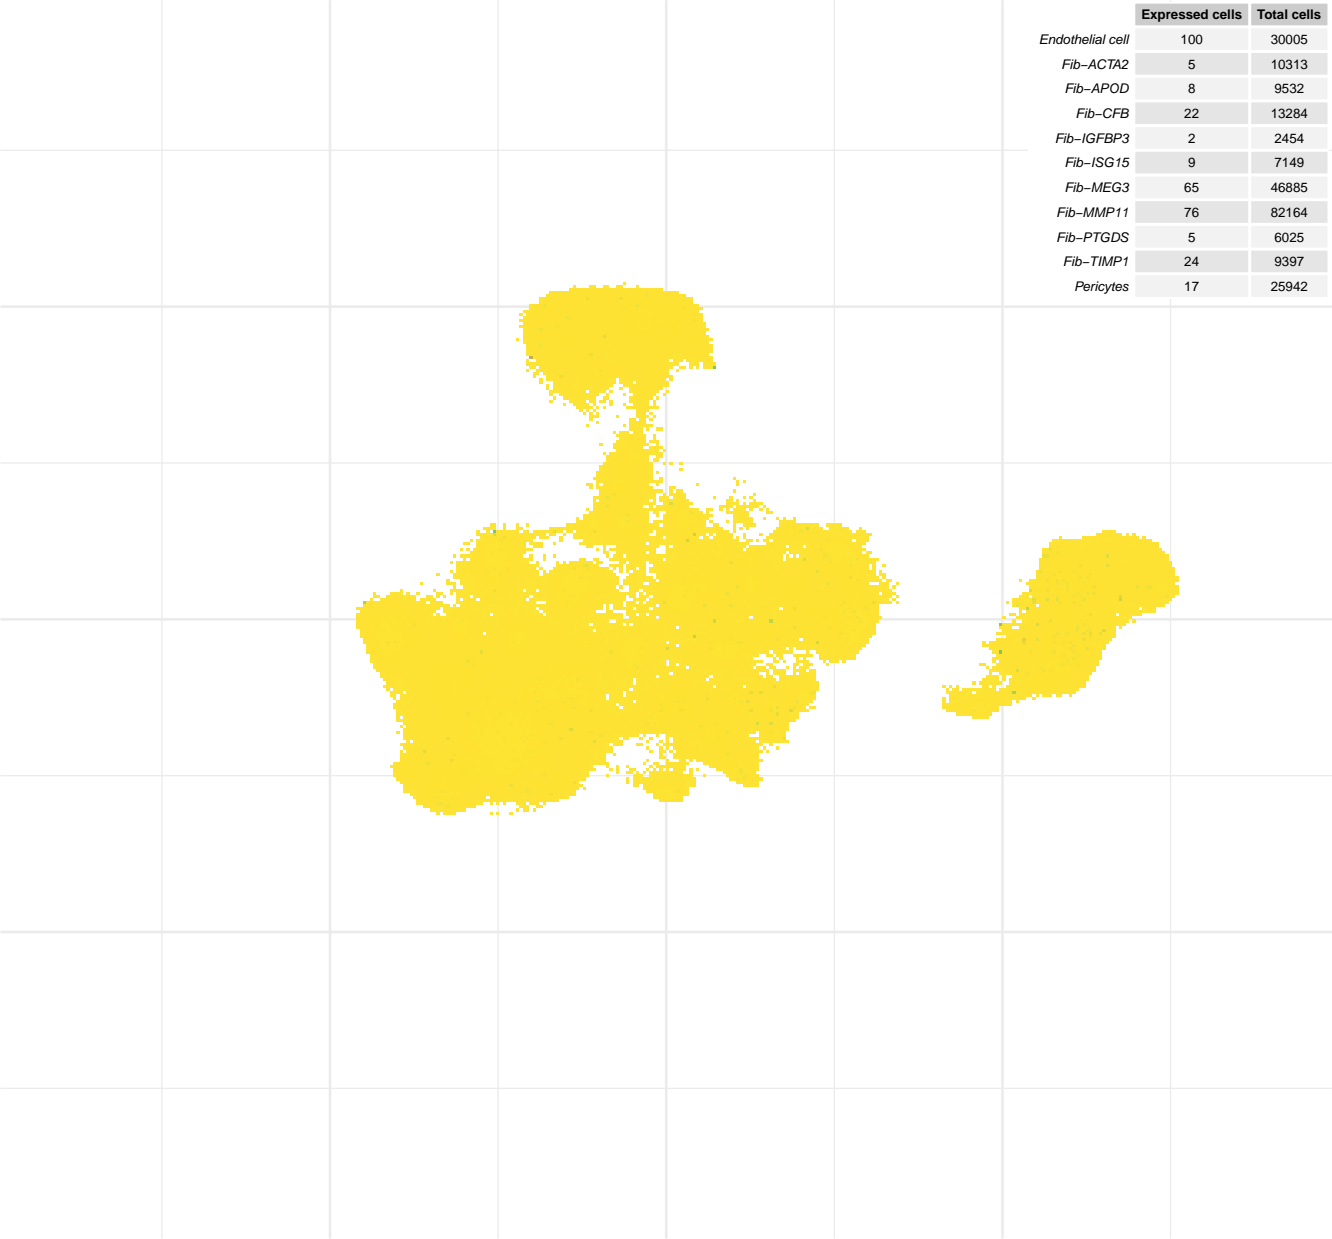 Expressed cells Total cells
Endothelial cell 100 30005
Fib−ACTA2 5 10313
Fib−APOD 8 9532
Fib−CFB 22 13284
Fib−IGFBP3 2 2454
Fib−ISG15 9 7149
Fib−MEG3 65 46885
Fib−MMP11 76 82164
Fib−PTGDS 5 6025
Fib−TIMP1 24 9397
Pericytes 17 25942